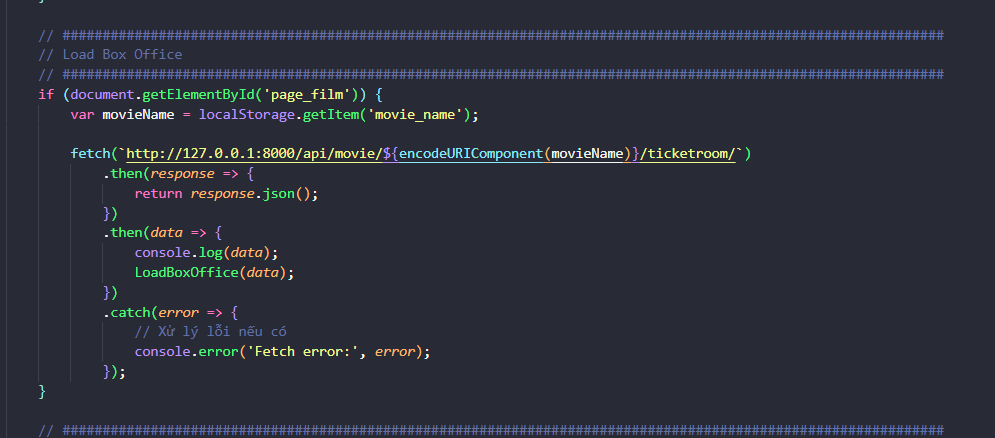 }
// ##############################################################################################################
// Load Box Office
// ##############################################################################################################
if (document.getElementById('page_film')) {
    var movieName = localStorage.getItem('movie_name');
    fetch(`http://127.0.0.1:8000/api/movie/${encodeURIComponent(movieName)}/ticketroom/`)
        .then(response => {
            return response.json();
        })
        .then(data => {
            console.log(data);
            LoadBoxOffice(data);
        })
        .catch(error => {
            // Xử lý lỗi nếu có
            console.error('Fetch error:', error);
        });
}
// ##############################################################################################################